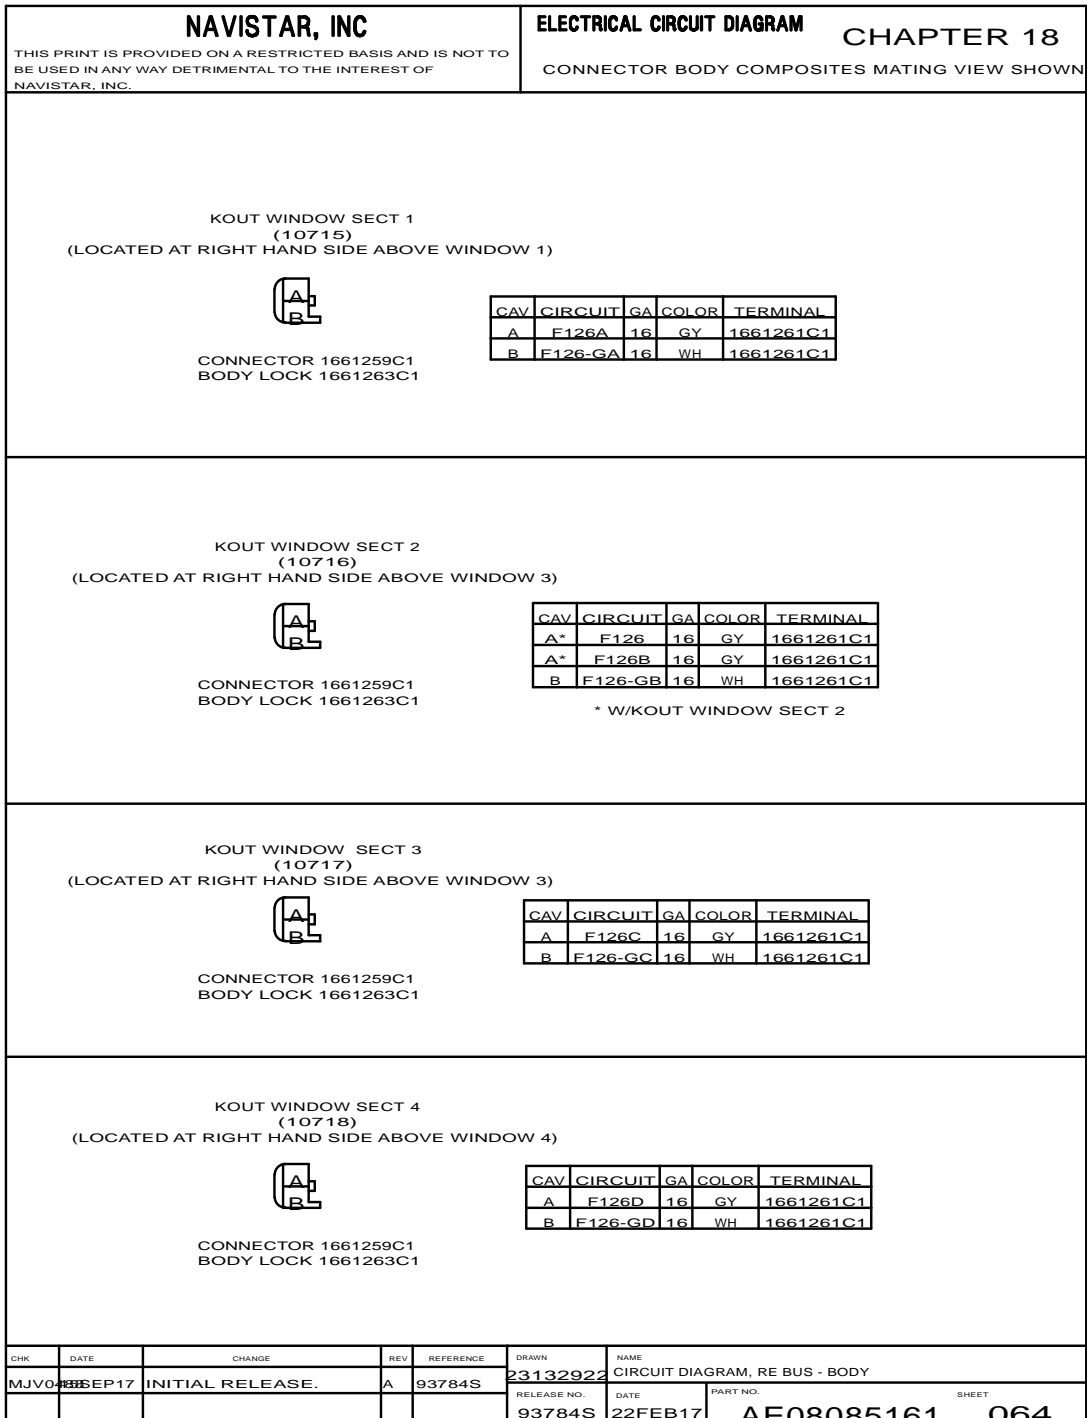 NAVISTAR, INC
THIS PRINT IS PROVIDED ON A RESTRICTED BASIS AND IS NOT TO
BE USED IN ANY WAY DETRIMENTAL TO THE INTEREST OF
NAVISTAR, INC.
ELECTRICAL CIRCUIT DIAGRAM
CHAPTER 18
CONNECTOR BODY COMPOSITES MATING VIEW SHOWN
KOUT WINDOW SECT 1
(10715)
(LOCATED AT RIGHT HAND SIDE ABOVE WINDOW 1)
A
B
CONNECTOR 1661259C1
BODY LOCK 1661263C1
CAV CIRCUIT GA COLOR TERMINAL
A F126A 16 GY 1661261C1
B F126-GA 16 WH 1661261C1
KOUT WINDOW SECT 2
(10716)
(LOCATED AT RIGHT HAND SIDE ABOVE WINDOW 3)
A
B
CONNECTOR 1661259C1
BODY LOCK 1661263C1
CAV CIRCUIT GA COLOR TERMINAL
A* F126 16 GY 1661261C1
A* F126B 16 GY 1661261C1
B F126-GB 16 WH 1661261C1
* W/KOUT WINDOW SECT 2
KOUT WINDOW SECT 3
(10717)
(LOCATED AT RIGHT HAND SIDE ABOVE WINDOW 3)
A
B
CONNECTOR 1661259C1
BODY LOCK 1661263C1
CAV CIRCUIT GA COLOR TERMINAL
A F126C 16 GY 1661261C1
B F126-GC 16 WH 1661261C1
KOUT WINDOW SECT 4
(10718)
(LOCATED AT RIGHT HAND SIDE ABOVE WINDOW 4)
A
B
CONNECTOR 1661259C1
BODY LOCK 1661263C1
CAV CIRCUIT GA COLOR TERMINAL
A F126D 16 GY 1661261C1
B F126-GD 16 WH 1661261C1
CHK DATE CHANGE REV REFERENCE
INITIAL RELEASE. A 93784S
DRAWN
23132922
NAME
CIRCUIT DIAGRAM, RE BUS - BODY
RELEASE NO.
93784S
DATE
22FEB17
PART NO.
AE08085161
SHEET
064